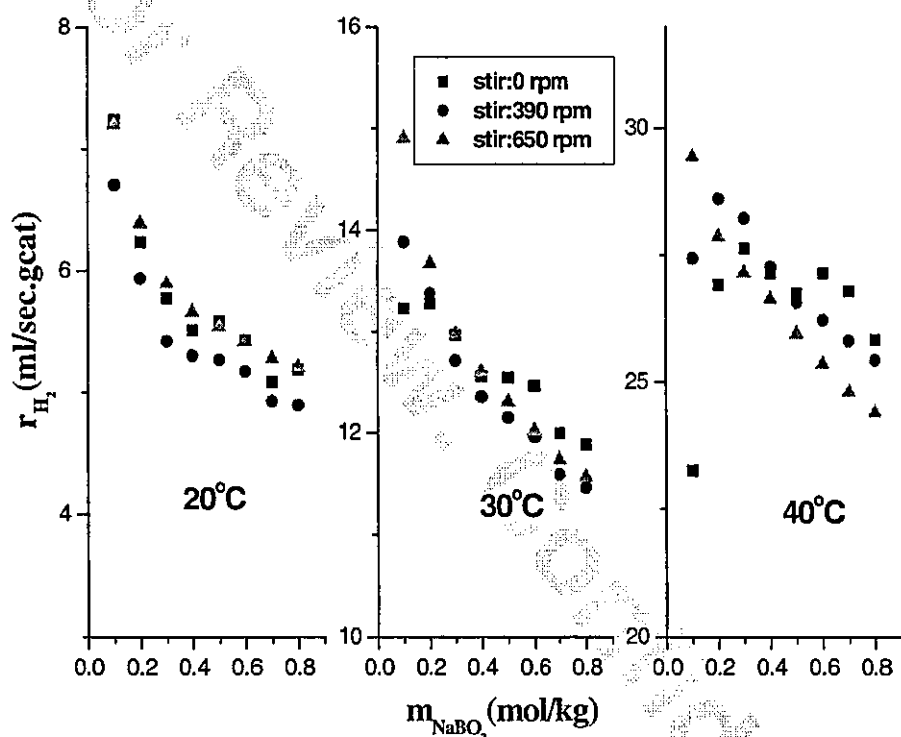 8
6
4
r_H₂(ml/sec.gcat)
20°C
0.0 0.2 0.4 0.6 0.8
16
14
12
10
stir:0 rpm
stir:390 rpm
stir:650 rpm
30°C
0.0 0.2 0.4 0.6 0.8
30
25
20
40°C
0.0 0.2 0.4 0.6 0.8
m_NaBO₂(mol/kg)